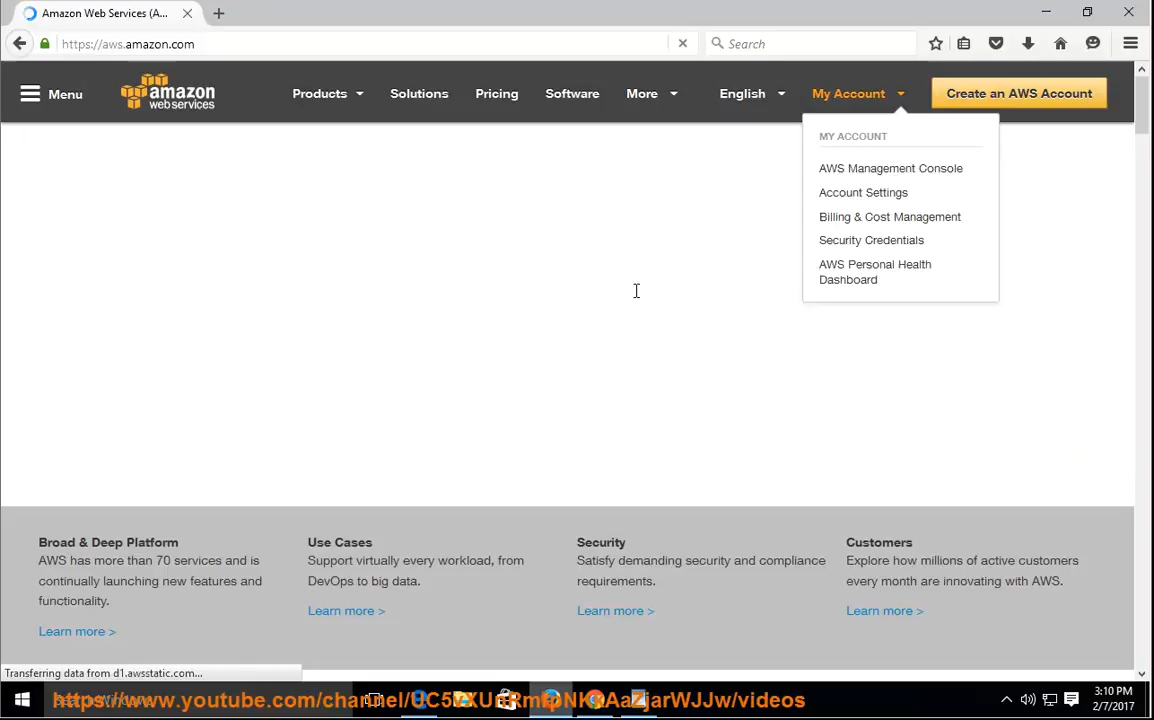 Amazon Web Services (A...
https://aws.amazon.com
Search
Menu
amazon
webservices
Products
Solutions
Pricing
Software
More
English
My Account
Create an AWS Account
MY ACCOUNT
AWS Management Console
Account Settings
Billing & Cost Management
Security Credentials
AWS Personal Health
Dashboard
Broad & Deep Platform
AWS has more than 70 services and is
continually launching new features and
functionality.
Learn more >
Use Cases
Support virtually every workload, from
DevOps to big data.
Learn more >
Security
Satisfy demanding security and compliance
requirements.
Learn more >
Customers
Explore how millions of active customers
every month are innovating with AWS.
Learn more >
Transferring data from d1.awsstatic.com...
3:10 PM
2/7/2017